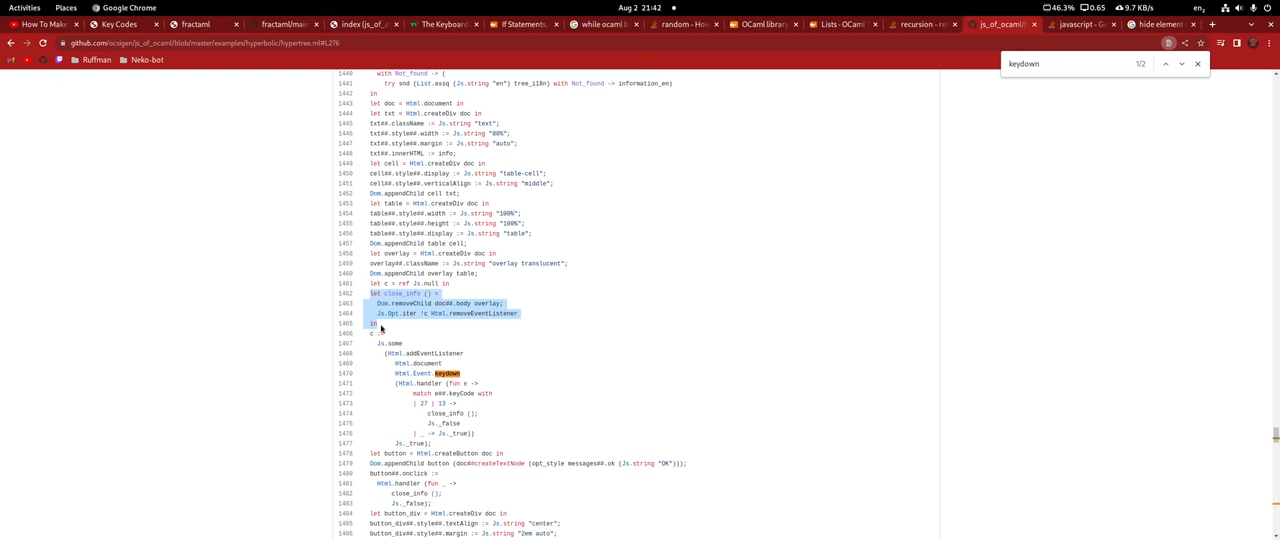 Activities Places Google Chrome Aug 2 21:42 46.3% 0.65 9.7 KB/s en₂
How To Make Key Codes fractaml fractaml/main index (js_of_o The Keyboard If Statements, while ocaml b random - How OCaml library Lists - OCaml recursion - re js_of_ocaml/ javascript - Ge hide element
github.com/ocsigen/js_of_ocaml/blob/master/examples/hyperbolic/hypertree.ml#L276
Ruffman Neko-bot
keydown 1/2
1440 with Not_found -> (
1441 try snd (List.assq (Js.string "en") tree_i18n) with Not_found -> information_en)
1442 in
1443 let doc = Html.document in
1444 let txt = Html.createDiv doc in
1445 txt##.className := Js.string "text";
1446 txt##.style##.width := Js.string "80%";
1447 txt##.style##.margin := Js.string "auto";
1448 txt##.innerHTML := info;
1449 let cell = Html.createDiv doc in
1450 cell##.style##.display := Js.string "table-cell";
1451 cell##.style##.verticalAlign := Js.string "middle";
1452 Dom.appendChild cell txt;
1453 let table = Html.createDiv doc in
1454 table##.style##.width := Js.string "100%";
1455 table##.style##.height := Js.string "100%";
1456 table##.style##.display := Js.string "table";
1457 Dom.appendChild table cell;
1458 let overlay = Html.createDiv doc in
1459 overlay##.className := Js.string "overlay translucent";
1460 Dom.appendChild overlay table;
1461 let c = ref Js.null in
1462 let close_info () =
1463 Dom.removeChild doc##.body overlay;
1464 Js.Opt.iter !c Html.removeEventListener
1465 in
1466 c :=
1467 Js.some
1468 (Html.addEventListener
1469 Html.document
1470 Html.Event.keydown
1471 (Html.handler (fun e ->
1472 match e##.keyCode with
1473 | 27 | 13 ->
1474 close_info ();
1475 Js._false
1476 | _ -> Js._true))
1477 Js._true);
1478 let button = Html.createButton doc in
1479 Dom.appendChild button (doc##createTextNode (opt_style messages##.ok (Js.string "OK")));
1480 button##.onclick :=
1481 Html.handler (fun _ ->
1482 close_info ();
1483 Js._false);
1484 let button_div = Html.createDiv doc in
1485 button_div##.style##.textAlign := Js.string "center";
1486 button_div##.style##.margin := Js.string "2em auto";